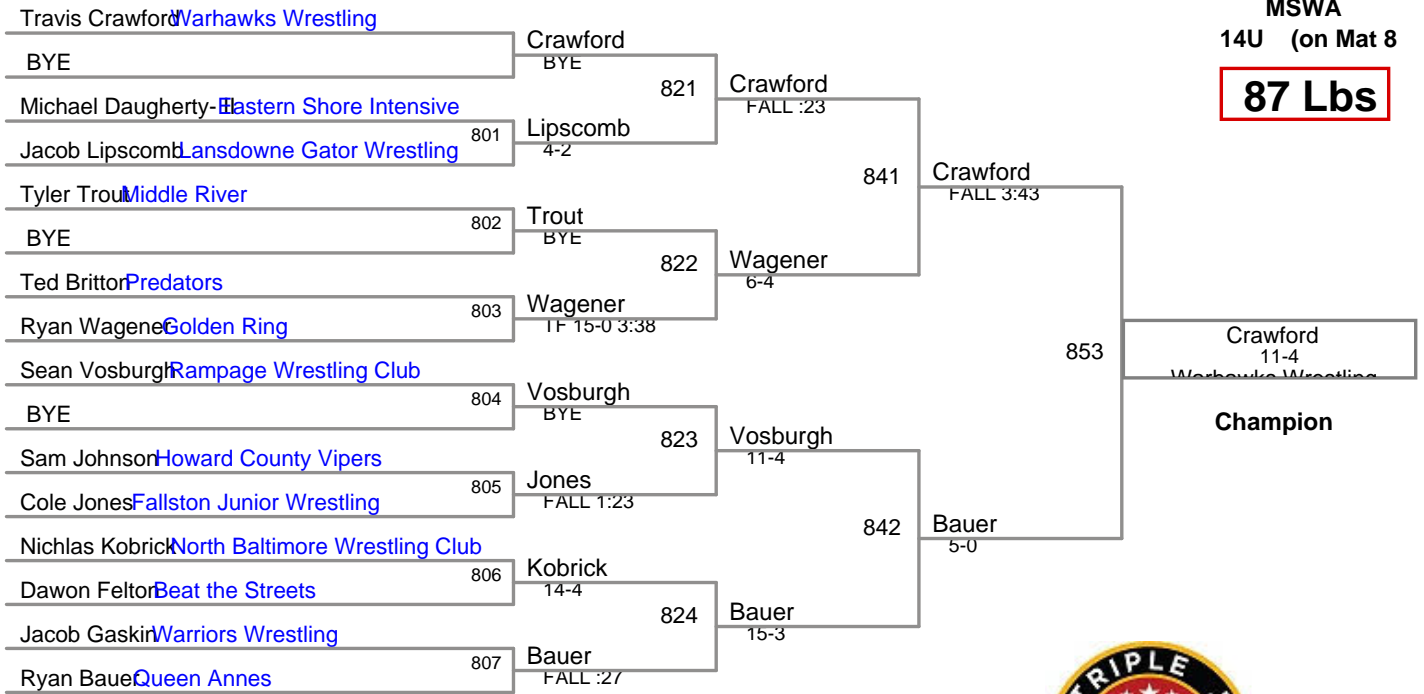 MSWA
14U (on Mat 8
87 Lbs
Travis Crawford Warhawks Wrestling
BYE
Michael Daugherty- Eastern Shore Intensive
Jacob Lipscomb Lansdowne Gator Wrestling
Tyler Trout Middle River
BYE
Ted Britton Predators
Ryan Wagener Golden Ring
Sean Vosburgh Rampage Wrestling Club
BYE
Sam Johnson Howard County Vipers
Cole Jones Fallston Junior Wrestling
Nichlas Kobrick North Baltimore Wrestling Club
Dawon Felton Beat the Streets
Jacob Gaskin Warriors Wrestling
Ryan Bauer Queen Annes
801
802
803
804
805
806
807
Crawford
BYE
Lipscomb
4-2
Trout
BYE
Wagener
TF 15-0 3:38
Vosburgh
BYE
Jones
FALL 1:23
Kobrick
14-4
Bauer
FALL :27
821
822
823
824
Crawford
FALL :23
Wagener
6-4
Vosburgh
11-4
Bauer
15-3
841
842
Crawford
FALL 3:43
Bauer
5-0
853
Crawford
11-4
Warhawks Wrestling
Champion
TRIPLE